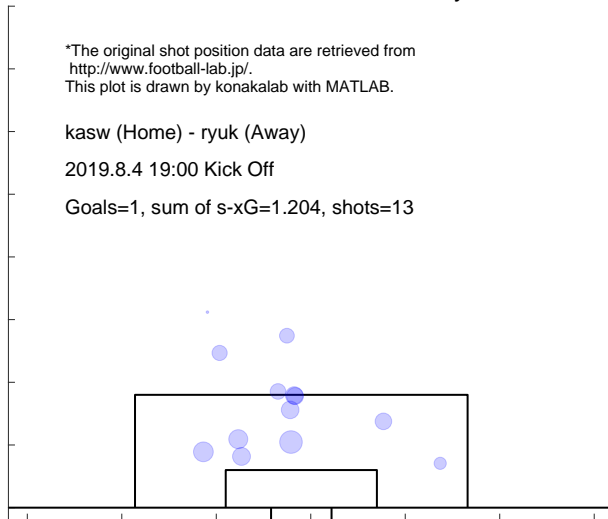 *The original shot position data are retrieved from
http://www.football-lab.jp/.
This plot is drawn by konakalab with MATLAB.
kasw (Home) - ryuk (Away)
2019.8.4 19:00 Kick Off
Goals=1, sum of s-xG=1.204, shots=13